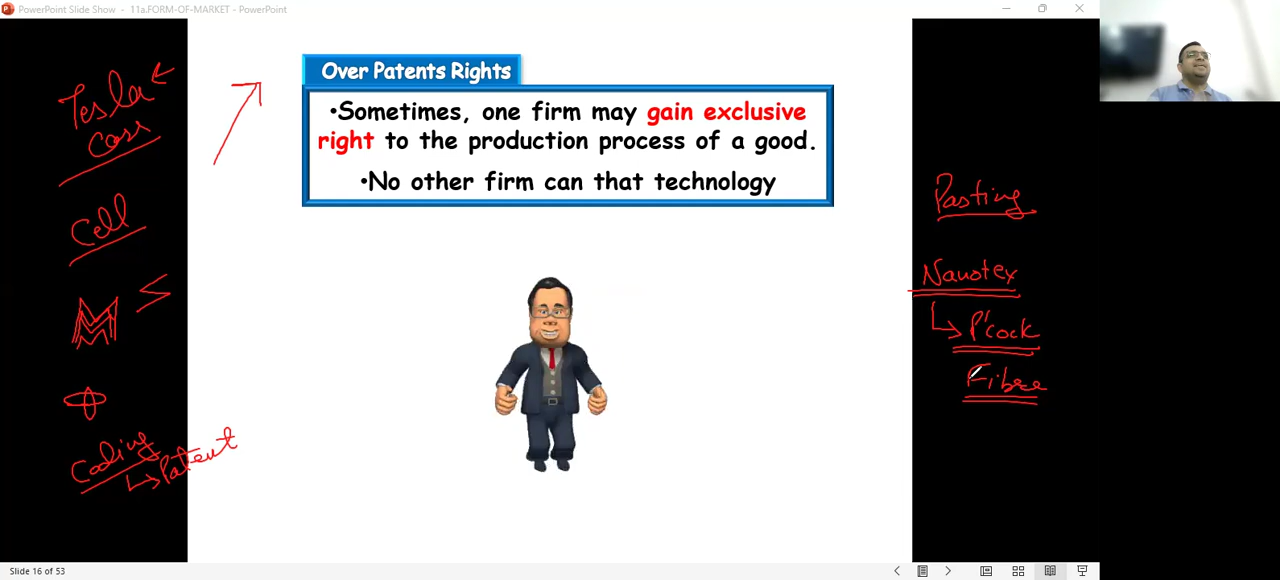 PowerPoint Slide Show - 11a.FORM-OF-MARKET - PowerPoint
Over Patents Rights
•Sometimes, one firm may gain exclusive
right to the production process of a good.
•No other firm can that technology
Tesla
Cars
Cell
M
Coding
Patent
Pasting
Nanotex
P'cock
Fibre
Slide 16 of 53